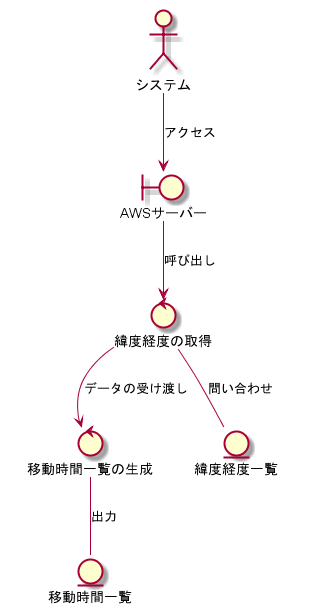 システム
アクセス
AWSサーバー
呼び出し
緯度経度の取得
データの受け渡し
問い合わせ
移動時間一覧の生成
緯度経度一覧
出力
移動時間一覧